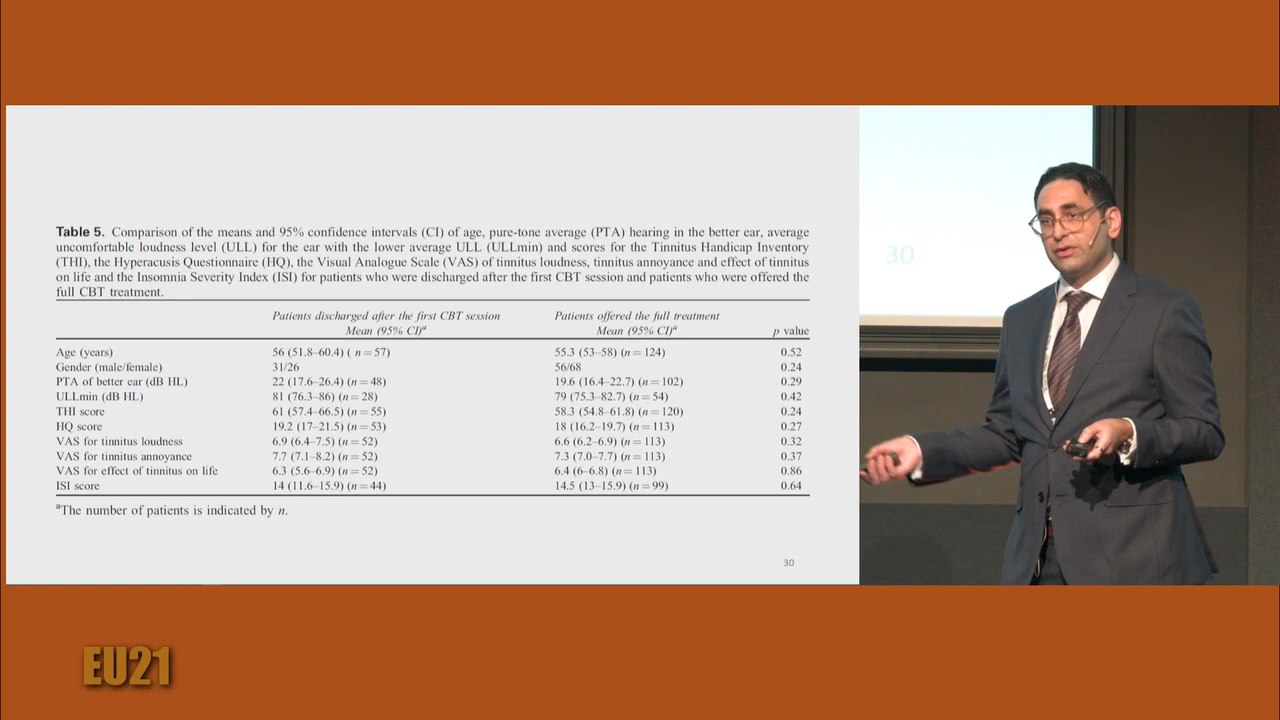 Table 5. Comparison of the means and 95% confidence intervals (CI) of age, pure-tone average (PTA) hearing in the better ear, average
uncomfortable loudness level (ULL) for the ear with the lower average ULL (ULLmin) and scores for the Tinnitus Handicap Inventory
(THI), the Hyperacusis Questionnaire (HQ), the Visual Analogue Scale (VAS) of tinnitus loudness, tinnitus annoyance and effect of tinnitus
on life and the Insomnia Severity Index (ISI) for patients who were discharged after the first CBT session and patients who were offered the
full CBT treatment.
Patients discharged after the first CBT session Patients offered the full treatment
Mean (95% CI)a Mean (95% CI)a p value
Age (years) 56 (51.8–60.4) ( n=57) 55.3 (53–58) (n=124) 0.52
Gender (male/female) 31/26 56/68 0.24
PTA of better ear (dB HL) 22 (17.6–26.4) (n=48) 19.6 (16.4–22.7) (n=102) 0.29
ULLmin (dB HL) 81 (76.3–86) (n=28) 79 (75.3–82.7) (n=54) 0.42
THI score 61 (57.4–66.5) (n=55) 58.3 (54.8–61.8) (n=120) 0.24
HQ score 19.2 (17–21.5) (n=53) 18 (16.2–19.7) (n=113) 0.27
VAS for tinnitus loudness 6.9 (6.4–7.5) (n=52) 6.6 (6.2–6.9) (n=113) 0.32
VAS for tinnitus annoyance 7.7 (7.1–8.2) (n=52) 7.3 (7.0–7.7) (n=113) 0.37
VAS for effect of tinnitus on life 6.3 (5.6–6.9) (n=52) 6.4 (6–6.8) (n=113) 0.86
ISI score 14 (11.6–15.9) (n=44) 14.5 (13–15.9) (n=99) 0.64
aThe number of patients is indicated by n.
30
30
EU21